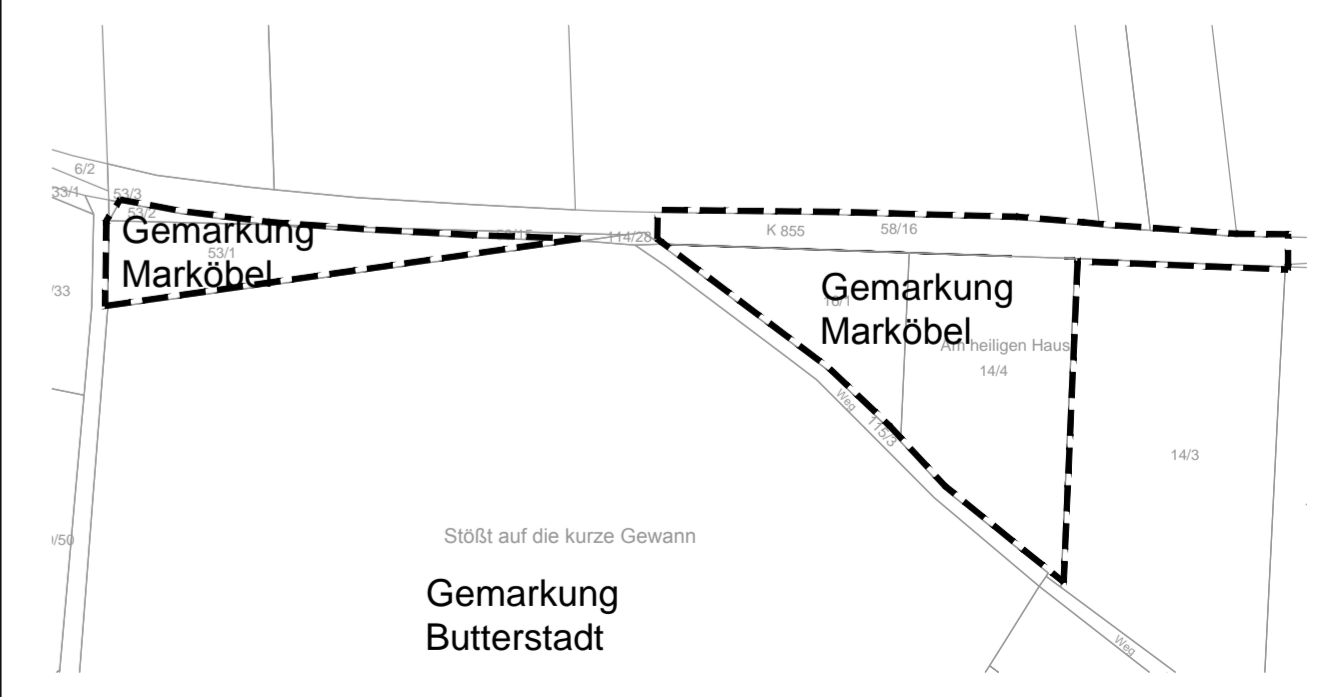 6/2
33/1
53/3
53/2
Gemarkung
53/1
Marköbel
/33
114/28
K 855
58/16
Gemarkung
Marköbel
Am heiligen Haus
14/4
Weg
115/3
14/3
Stößt auf die kurze Gewann
Gemarkung
Butterstadt
/50
Weg